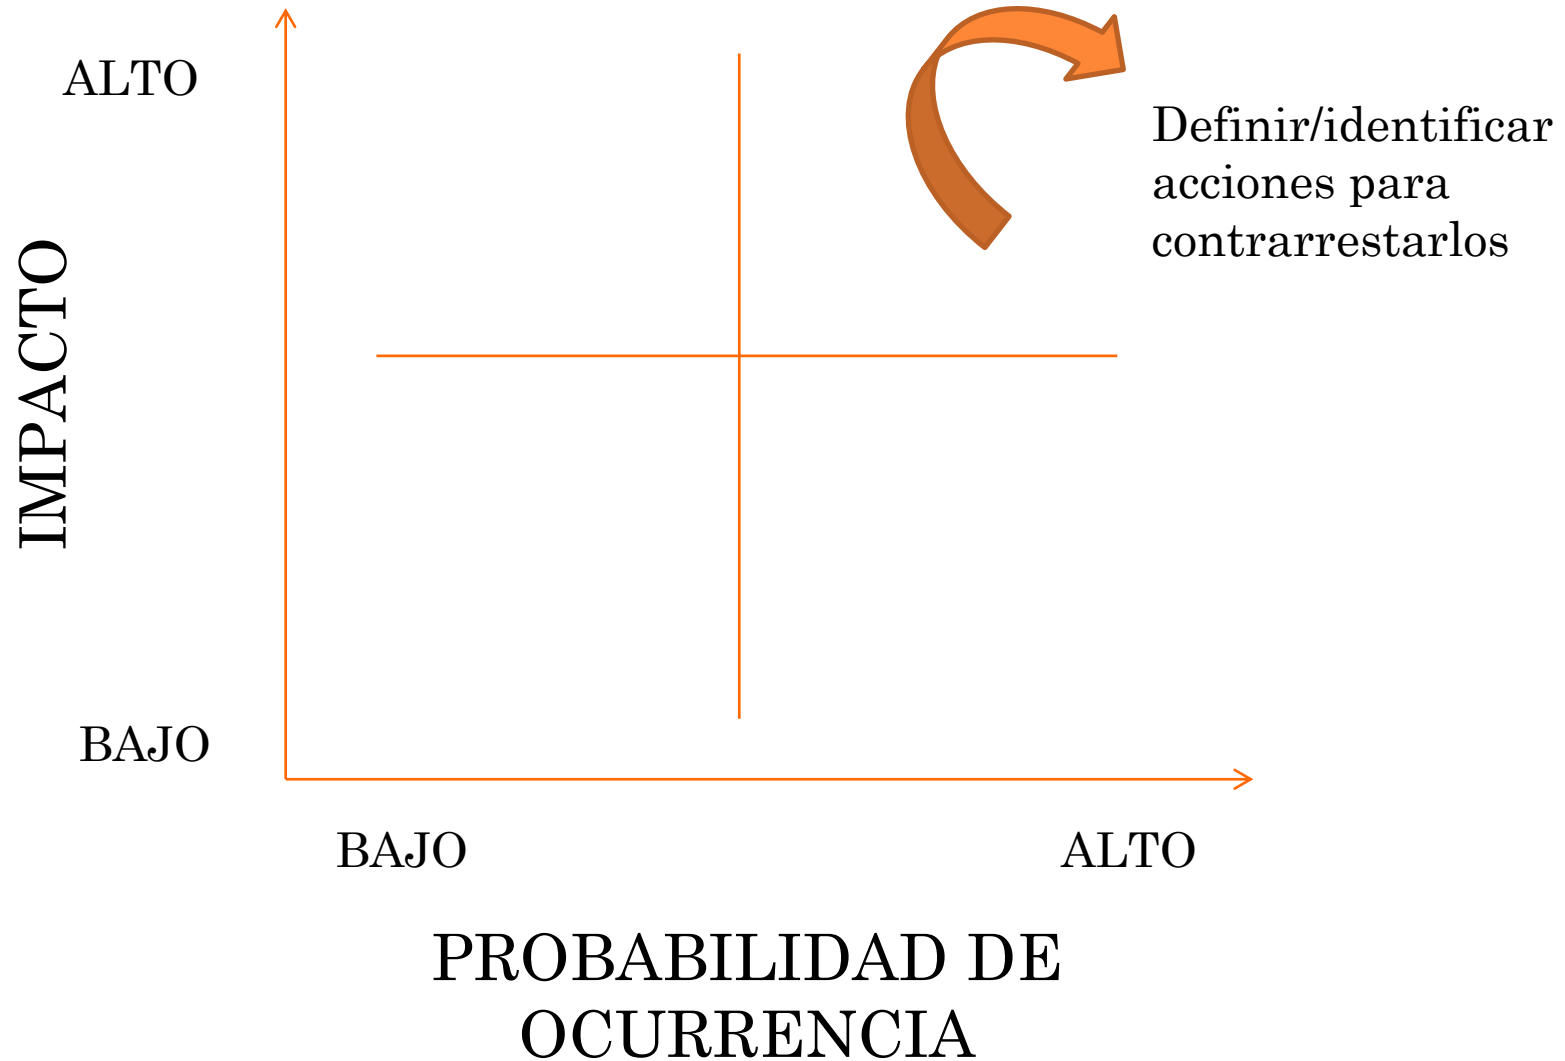 ALTO
Definir/identificar
acciones para
contrarrestarlos
IMPACTO
BAJO
BAJO
ALTO
PROBABILIDAD DE
OCURRENCIA